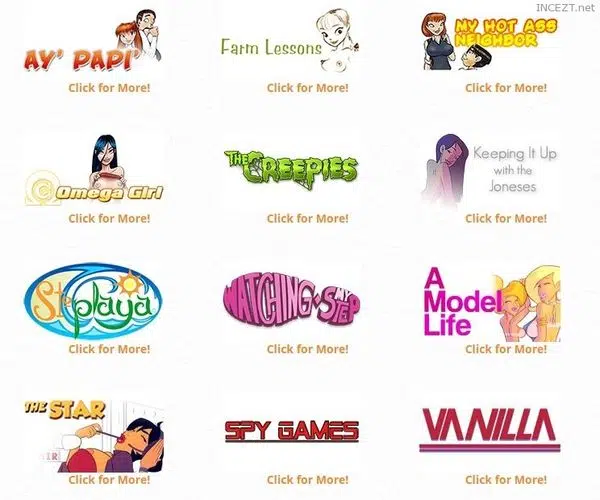 INCEZT.net
AY' PAPI'
Click for More!
Farm Lessons
Click for More!
MY HOT ASS
NEIGHBOR
Click for More!
Omega Girl
Click for More!
THE CREEPIES
Click for More!
Keeping It Up
with the
Joneses
Click for More!
Steplaya
Click for More!
WATCHING MY STEP
Click for More!
A
Model
Life
Click for More!
THE STAR
Click for More!
SPY GAMES
Click for More!
VANILLA
Click for More!